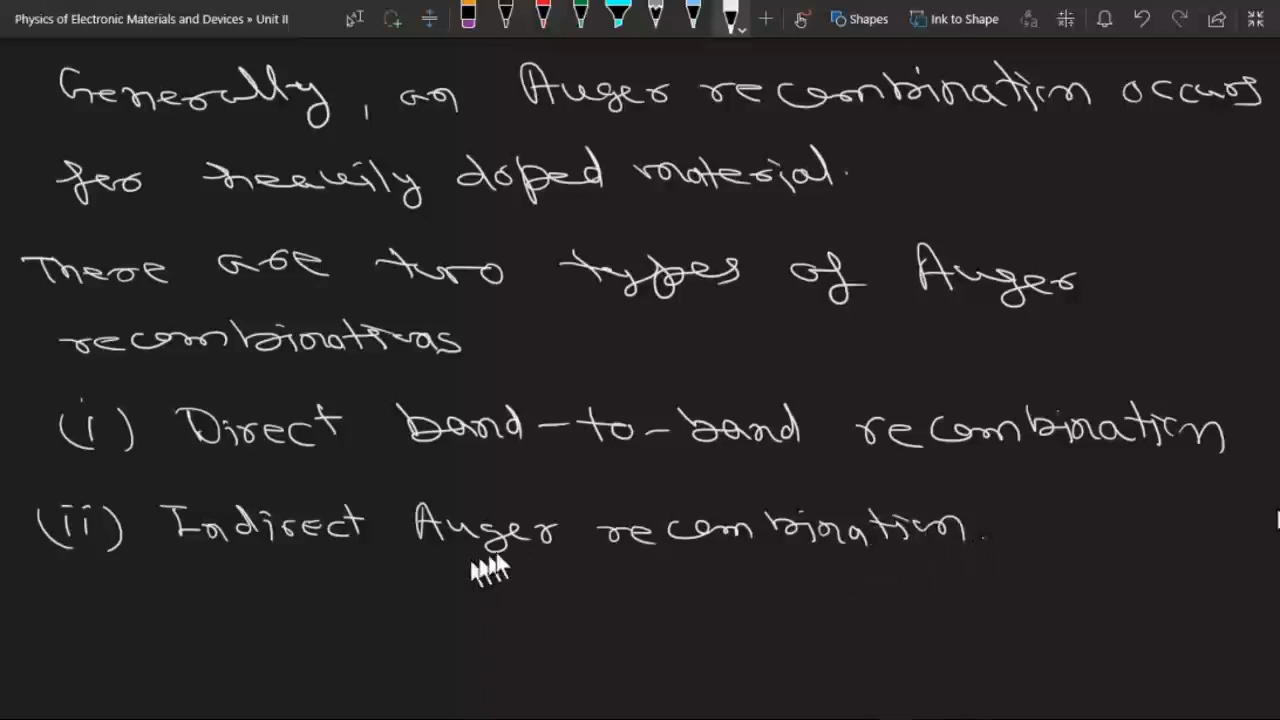 Physics of Electronic Materials and Devices » Unit II
Shapes
Ink to Shape
Generally, an Auger recombination occurs
for heavily doped material.
There are two types of Auger
recombinations
(i) Direct band-to-band recombination
(ii) Indirect Auger recombination.